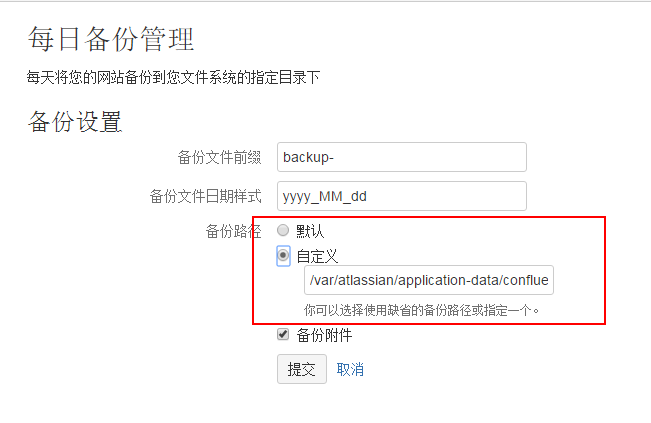 每日备份管理
每天将您的网站备份到您文件系统的指定目录下
备份设置
备份文件前缀 backup-
备份文件日期样式 yyyy_MM_dd
备份路径 默认
自定义
/var/atlassian/application-data/conflue
你可以选择使用缺省的备份路径或指定一个。
备份附件
提交 取消